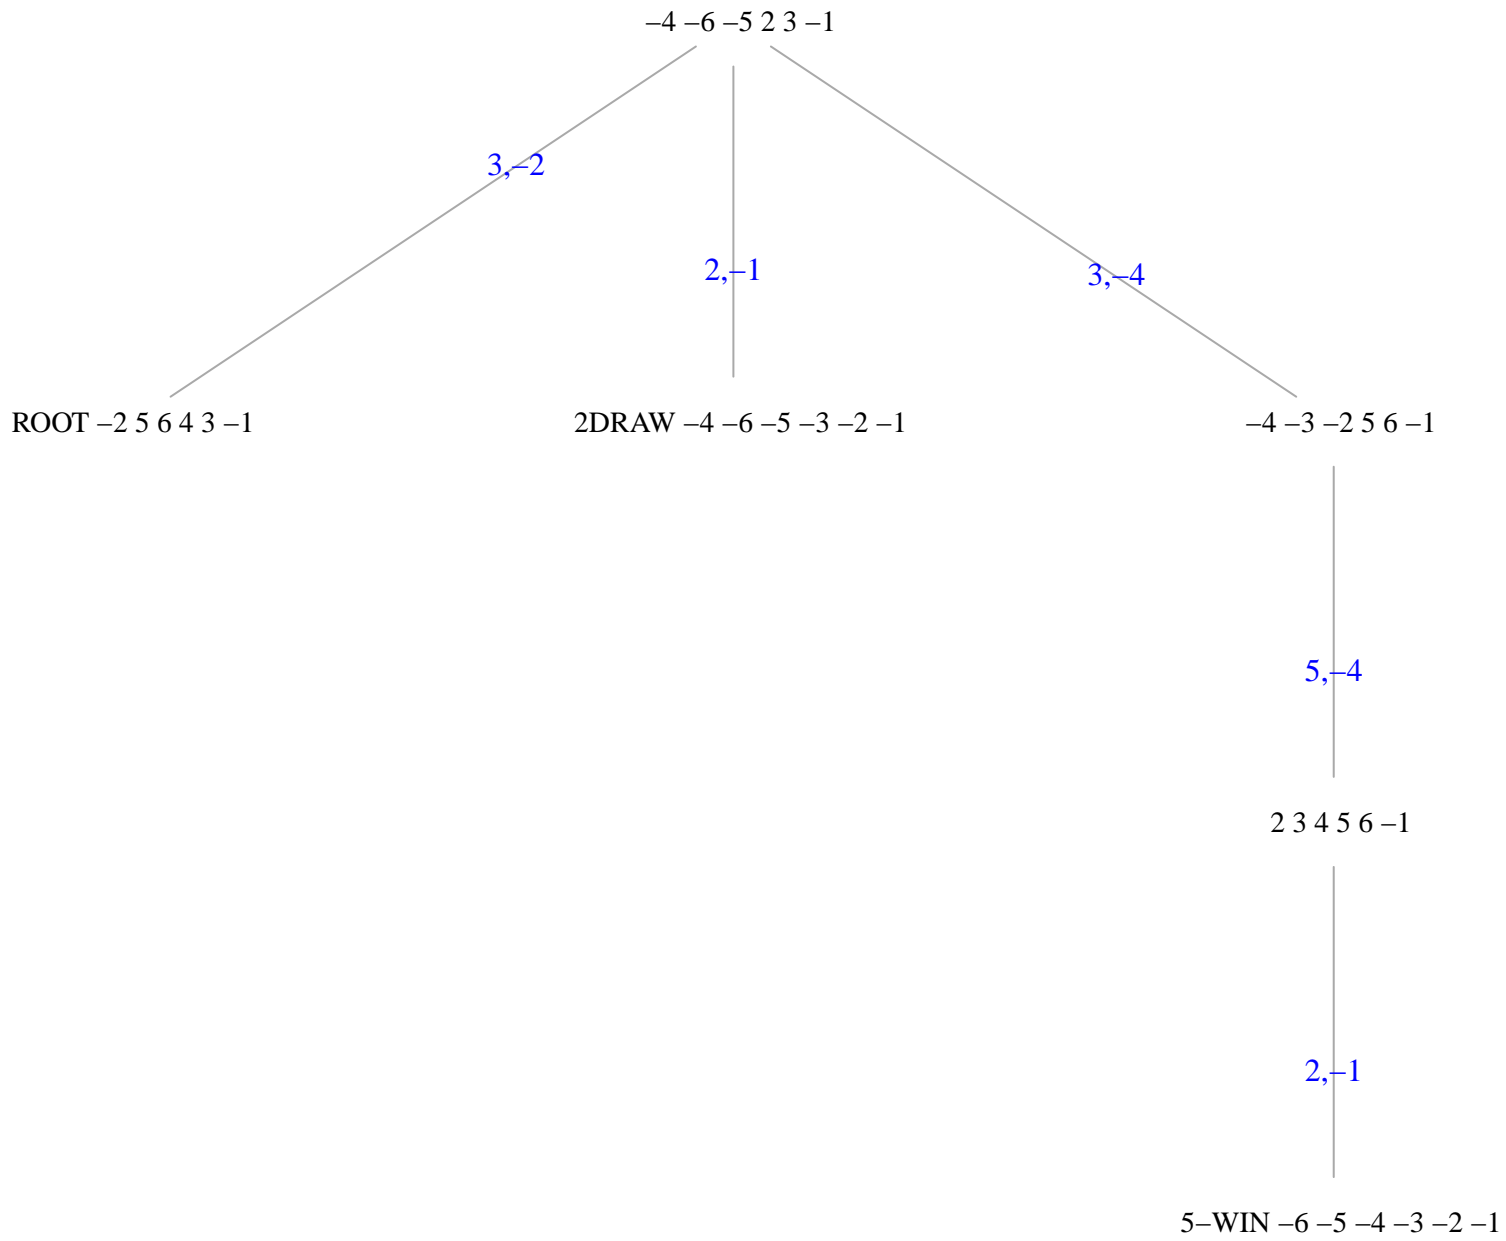 –4 –6 –5 2 3 –1
3,–2
2,–1
3,–4
ROOT –2 5 6 4 3 –1
2DRAW –4 –6 –5 –3 –2 –1
–4 –3 –2 5 6 –1
5,–4
2 3 4 5 6 –1
2,–1
5–WIN –6 –5 –4 –3 –2 –1